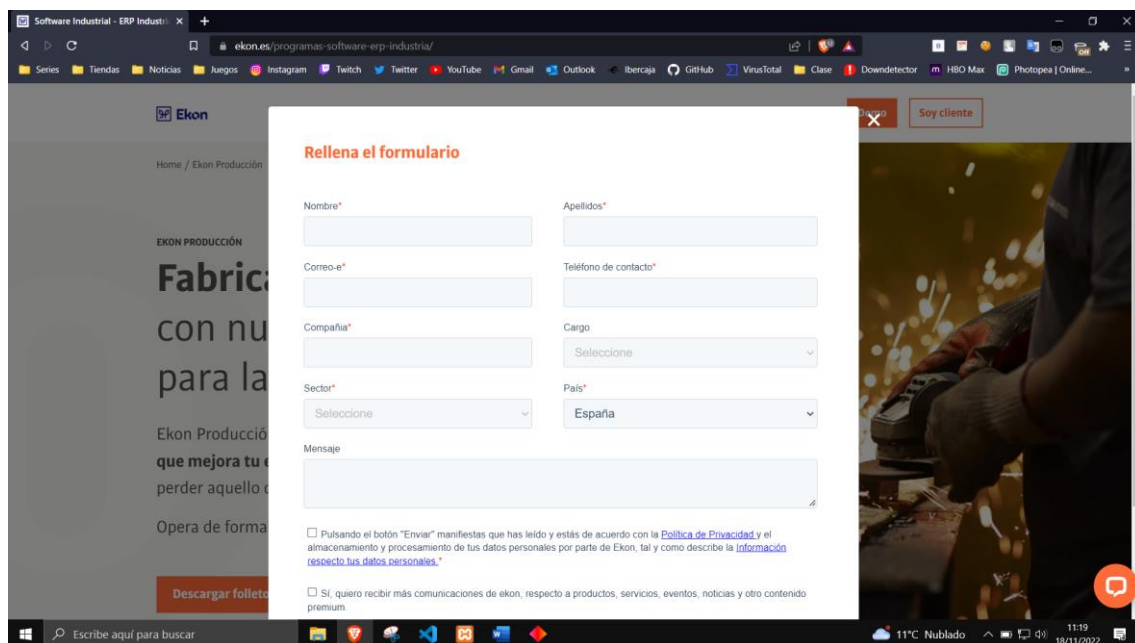 Software Industrial - ERP Industri
ekon.es/programas-software-erp-industria/
OFF
Series Tiendas Noticias Juegos Instagram Twitch Twitter YouTube Gmail Outlook Ibercaja GitHub VirusTotal Clase Downdetector HBO Max Photopea | Online...
Ekon
Demo
Soy cliente
Home / Ekon Producción
Rellena el formulario
Nombre* Apellidos*
EKON PRODUCCIÓN
Fabrica
Correo-e* Teléfono de contacto*
con nu
Compañia* Cargo
Seleccione
para la
Sector* País*
Seleccione España
Ekon Producció
que mejora tu e
perder aquello
Mensaje
Opera de forma
Pulsando el botón "Enviar" manifiestas que has leído y estás de acuerdo con la Política de Privacidad y el
almacenamiento y procesamiento de tus datos personales por parte de Ekon, tal y como describe la Información
respecto tus datos personales.*
Descargar folleto
Sí, quiero recibir más comunicaciones de ekon, respecto a productos, servicios, eventos, noticias y otro contenido
premium.
Escribe aquí para buscar
11°C Nublado
11:19
18/11/2022